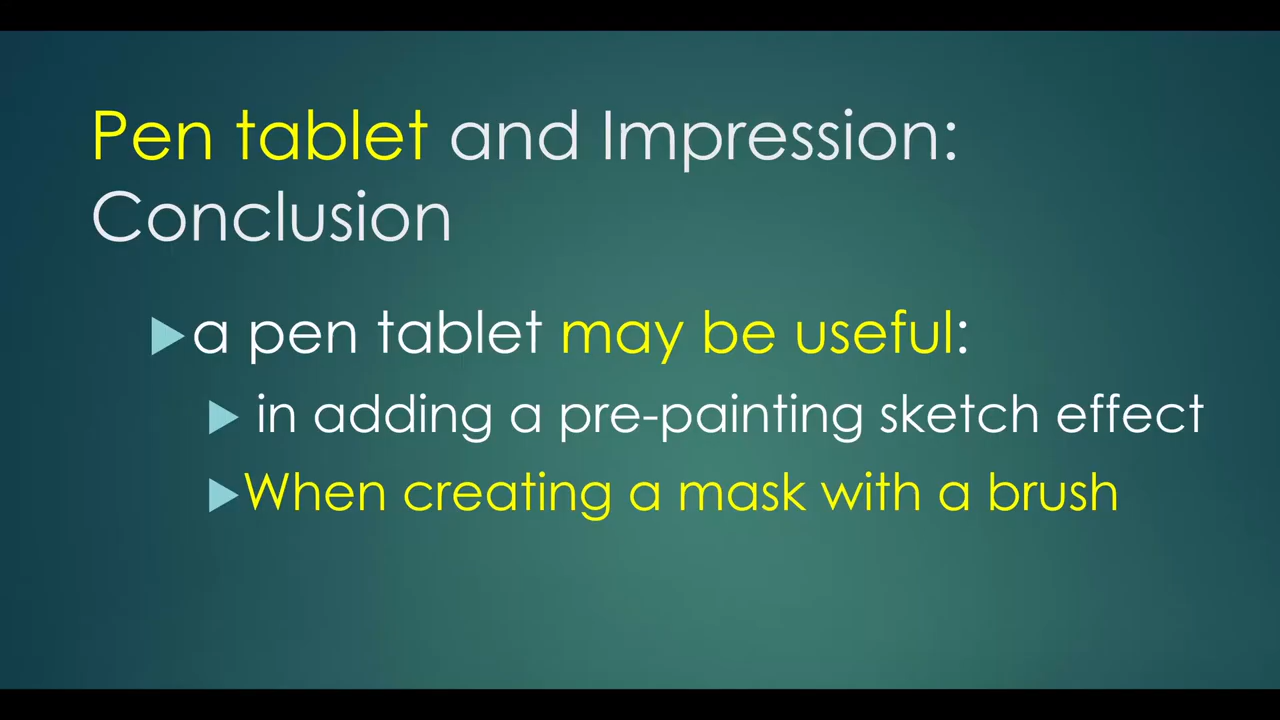 Pen tablet and Impression:
Conclusion
a pen tablet may be useful:
in adding a pre-painting sketch effect
When creating a mask with a brush